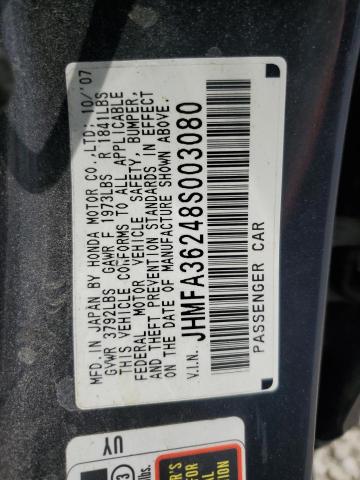 MFD. IN JAPAN BY HONDA MOTOR CO.,LTD; 10/'07
GVWR 3792LBS GAWR F 1973LBS R 1841LBS
THIS VEHICLE CONFORMS TO ALL APPLICABLE
FEDERAL MOTOR VEHICLE SAFETY, BUMPER,
AND THEFT PREVENTION STANDARDS IN EFFECT
ON THE DATE OF MANUFACTURE SHOWN ABOVE.
V.I.N. JHMFA36248S003080
PASSENGER CAR
UY
lbs.